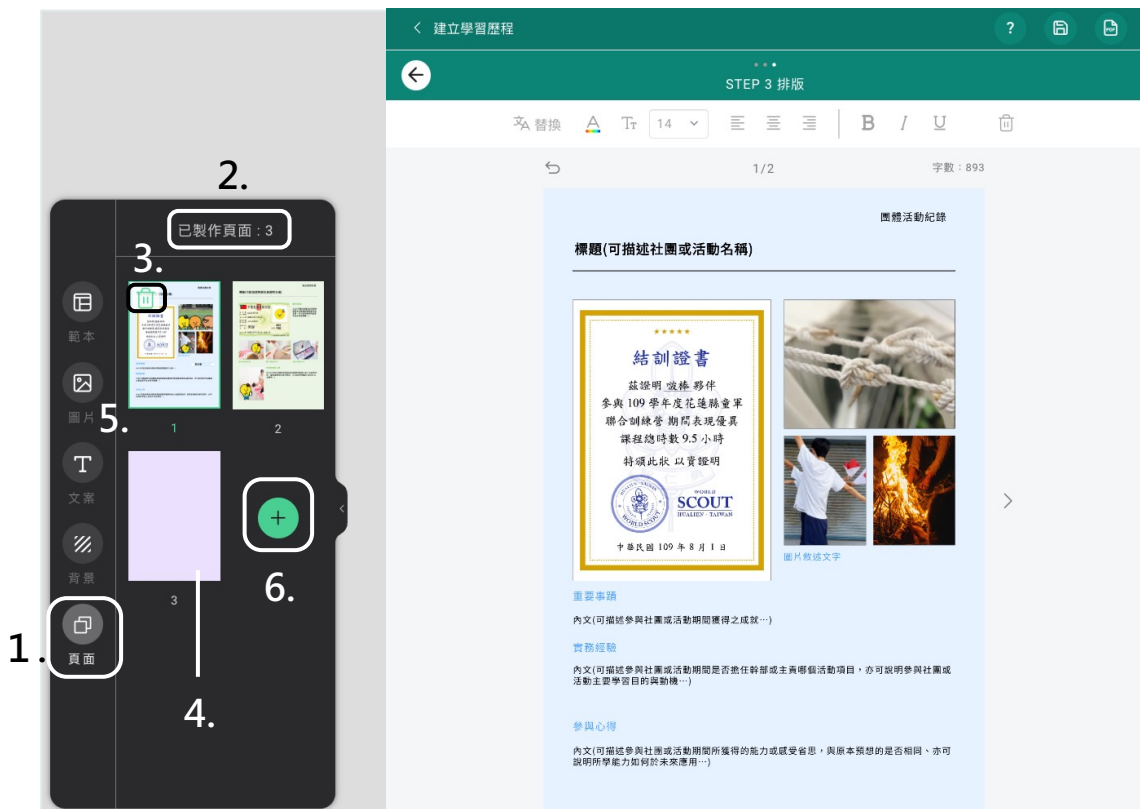 建立學習歷程
?
PDF
STEP 3 排版
替換
14
B I U
1/2
字數：893
2.
已製作頁面 : 3
3.
範本
圖片
5.
文案
背景
1.
頁面
1
2
3
6.
4.
團體活動紀錄
標題(可描述社團或活動名稱)
結訓證書
茲證明 啵棒 夥伴
參與 109 學年度花蓮縣童軍
聯合訓練營 期間表現優異
課程總時數 9.5 小時
特頒此狀 以資證明
WORLD
SCOUT
HUALIEN · TAIWAN
中華民國 109 年 8 月 1 日
圖片敘述文字
重要事蹟
內文(可描述參與社團或活動期間獲得之成就…)
實務經驗
內文(可描述參與社團或活動期間是否擔任幹部或主責哪個活動項目，亦可說明參與社團或
活動主要學習目的與動機…)
參與心得
內文(可描述參與社團或活動期間所獲得的能力或感受省思，與原本預想的是否相同、亦可
說明所學能力如何於未來應用…)